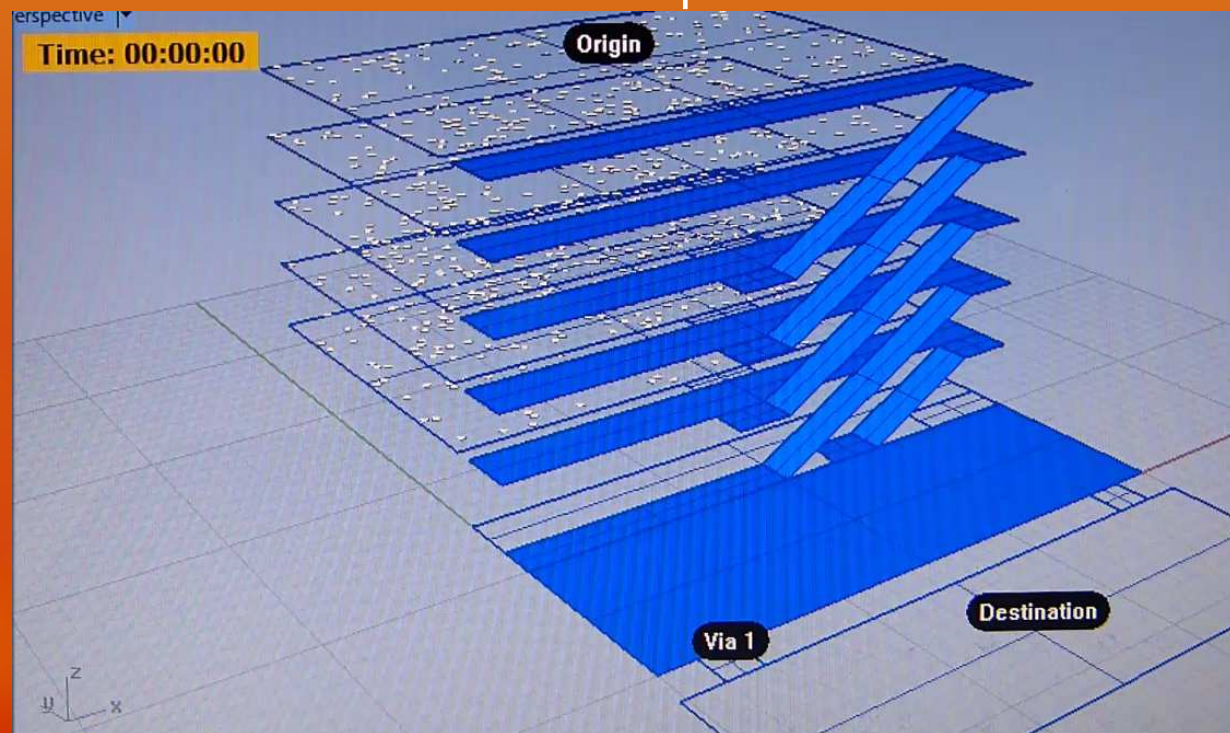 erspective
Time: 00:00:00
Origin
Destination
Via 1
z
y x